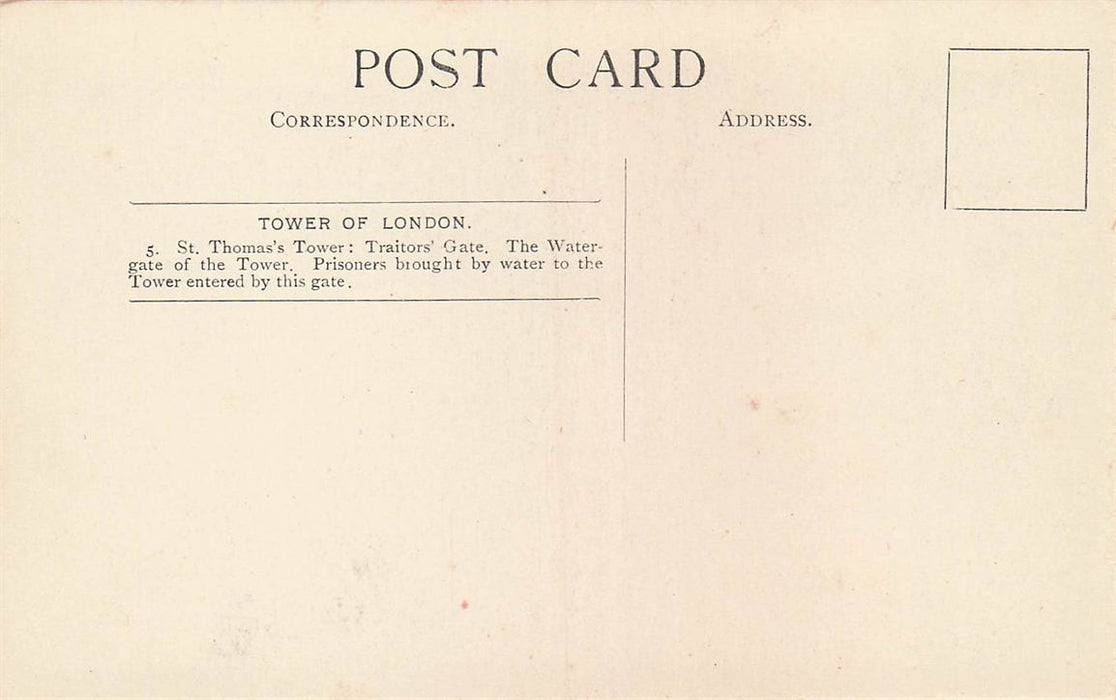 POST CARD
CORRESPONDENCE.
ADDRESS.
TOWER OF LONDON.
5. St. Thomas's Tower: Traitors' Gate. The Water-
gate of the Tower. Prisoners brought by water to the
Tower entered by this gate.